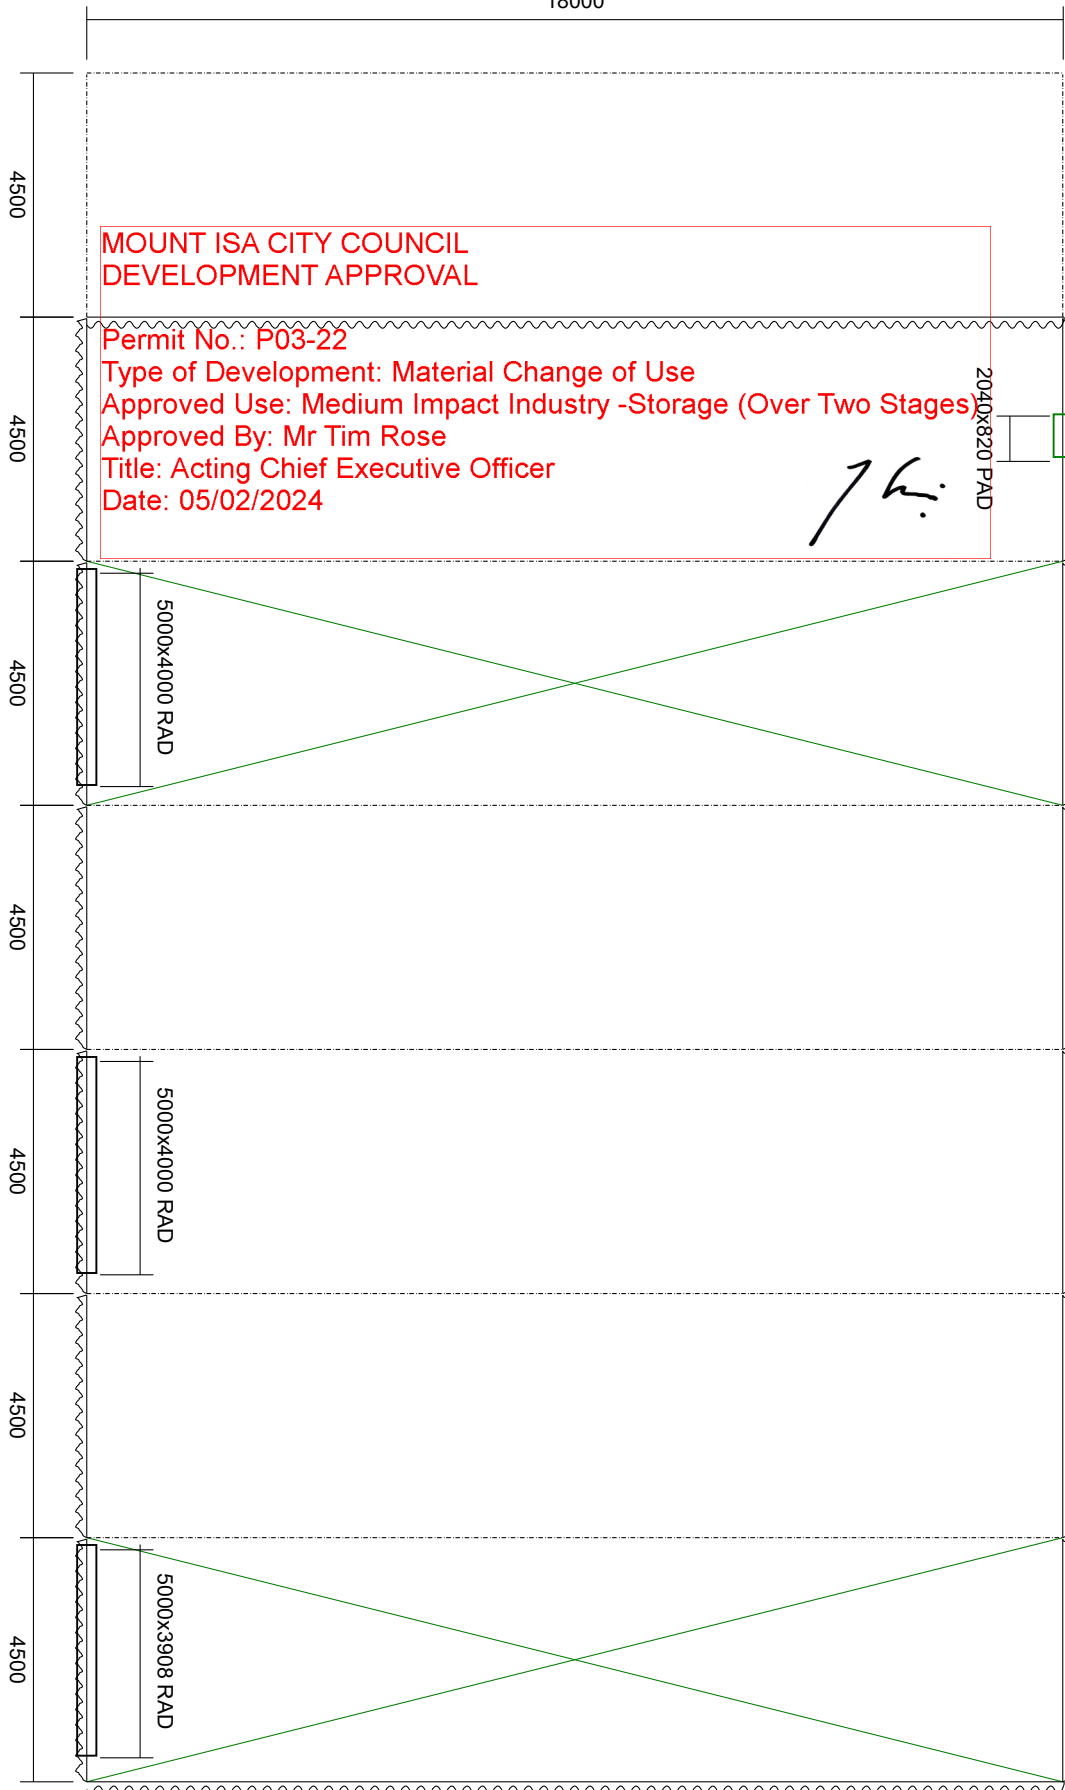 18000
4500
MOUNT ISA CITY COUNCIL
DEVELOPMENT APPROVAL
Permit No.: P03-22
Type of Development: Material Change of Use
Approved Use: Medium Impact Industry -Storage (Over Two Stages)
Approved By: Mr Tim Rose
Title: Acting Chief Executive Officer
Date: 05/02/2024
2040x820 PAD
4500
5000x4000 RAD
4500
4500
5000x4000 RAD
4500
4500
5000x3908 RAD
4500